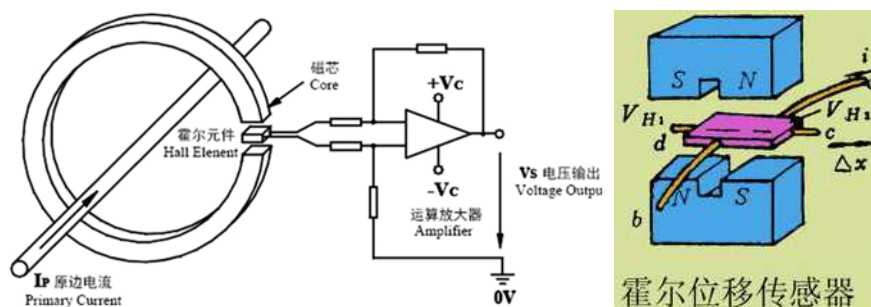 磁芯
Core
+Vc
霍尔元件
Hall Elenent
-Vc
运算放大器
Amplifier
Vs 电压输出
Voltage Outpu
IP 原边电流
Primary Current
0V
S N
i
VH1
VH2
d
c
Δx
N S
b
霍尔位移传感器